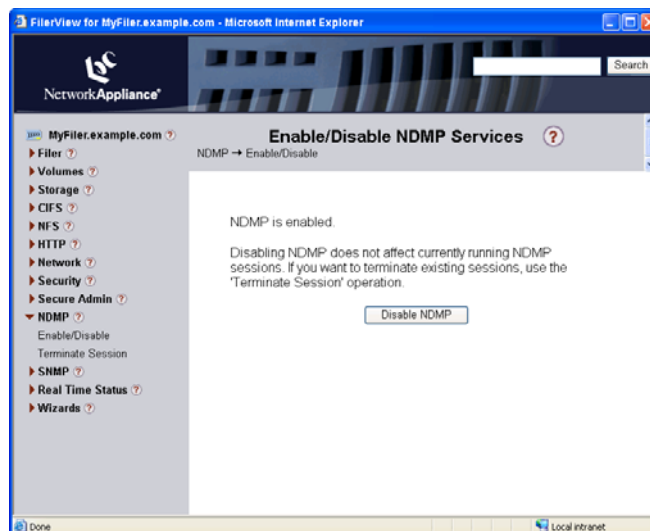 FilerView for MyFiler.example.com - Microsoft Internet Explorer
Search
NetworkAppliance®
MyFiler.example.com ?
Filer ?
Volumes ?
Storage ?
CIFS ?
NFS ?
HTTP ?
Network ?
Security ?
Secure Admin ?
NDMP ?
Enable/Disable
Terminate Session
SNMP ?
Real Time Status ?
Wizards ?
Enable/Disable NDMP Services ?
NDMP → Enable/Disable
NDMP is enabled.
Disabling NDMP does not affect currently running NDMP
sessions. If you want to terminate existing sessions, use the
'Terminate Session' operation.
Disable NDMP
Done
Local intranet